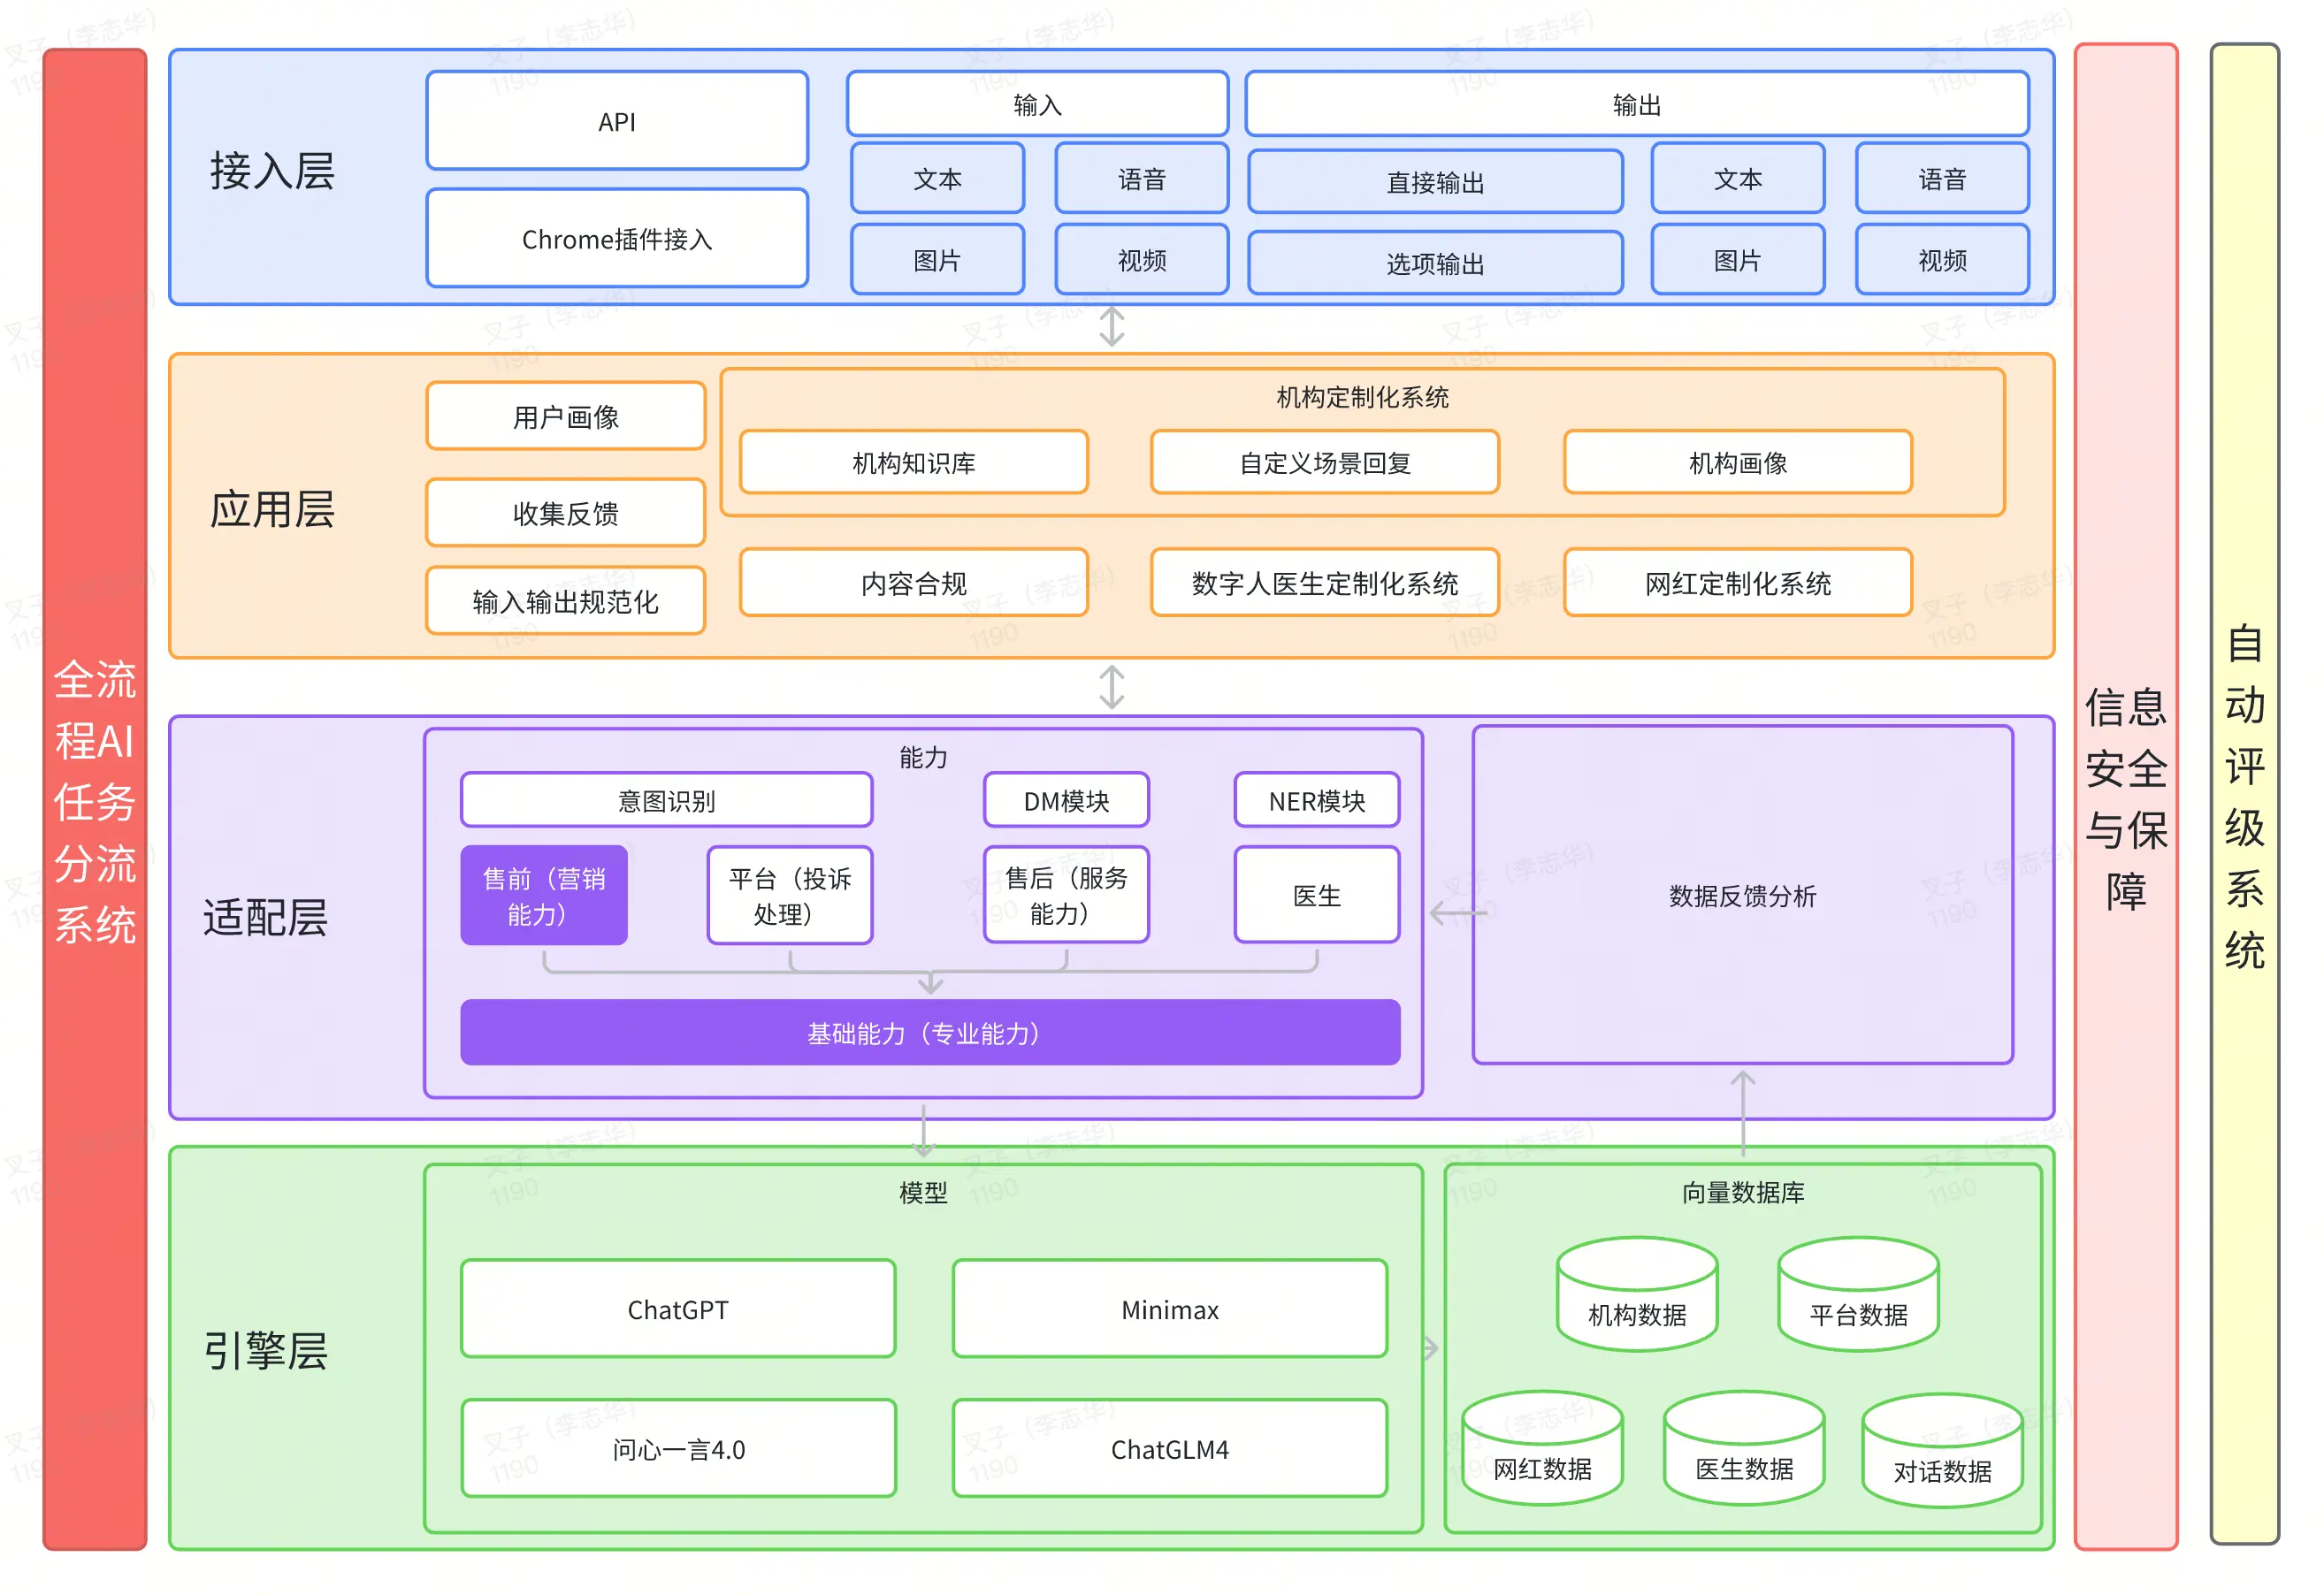 全流
程AI
任务
分流
系统
接入层
API
Chrome插件接入
输入
文本
语音
图片
视频
输出
直接输出
选项输出
文本
语音
图片
视频
应用层
用户画像
收集反馈
输入输出规范化
机构定制化系统
机构知识库
自定义场景回复
机构画像
内容合规
数字人医生定制化系统
网红定制化系统
适配层
能力
意图识别
DM模块
NER模块
售前（营销
能力）
平台（投诉
处理）
售后（服务
能力）
医生
基础能力（专业能力）
数据反馈分析
引擎层
模型
ChatGPT
Minimax
问心一言4.0
ChatGLM4
向量数据库
机构数据
平台数据
网红数据
医生数据
对话数据
信息
安全
与保
障
自
动
评
级
系
统
叉子（李志华）
1190